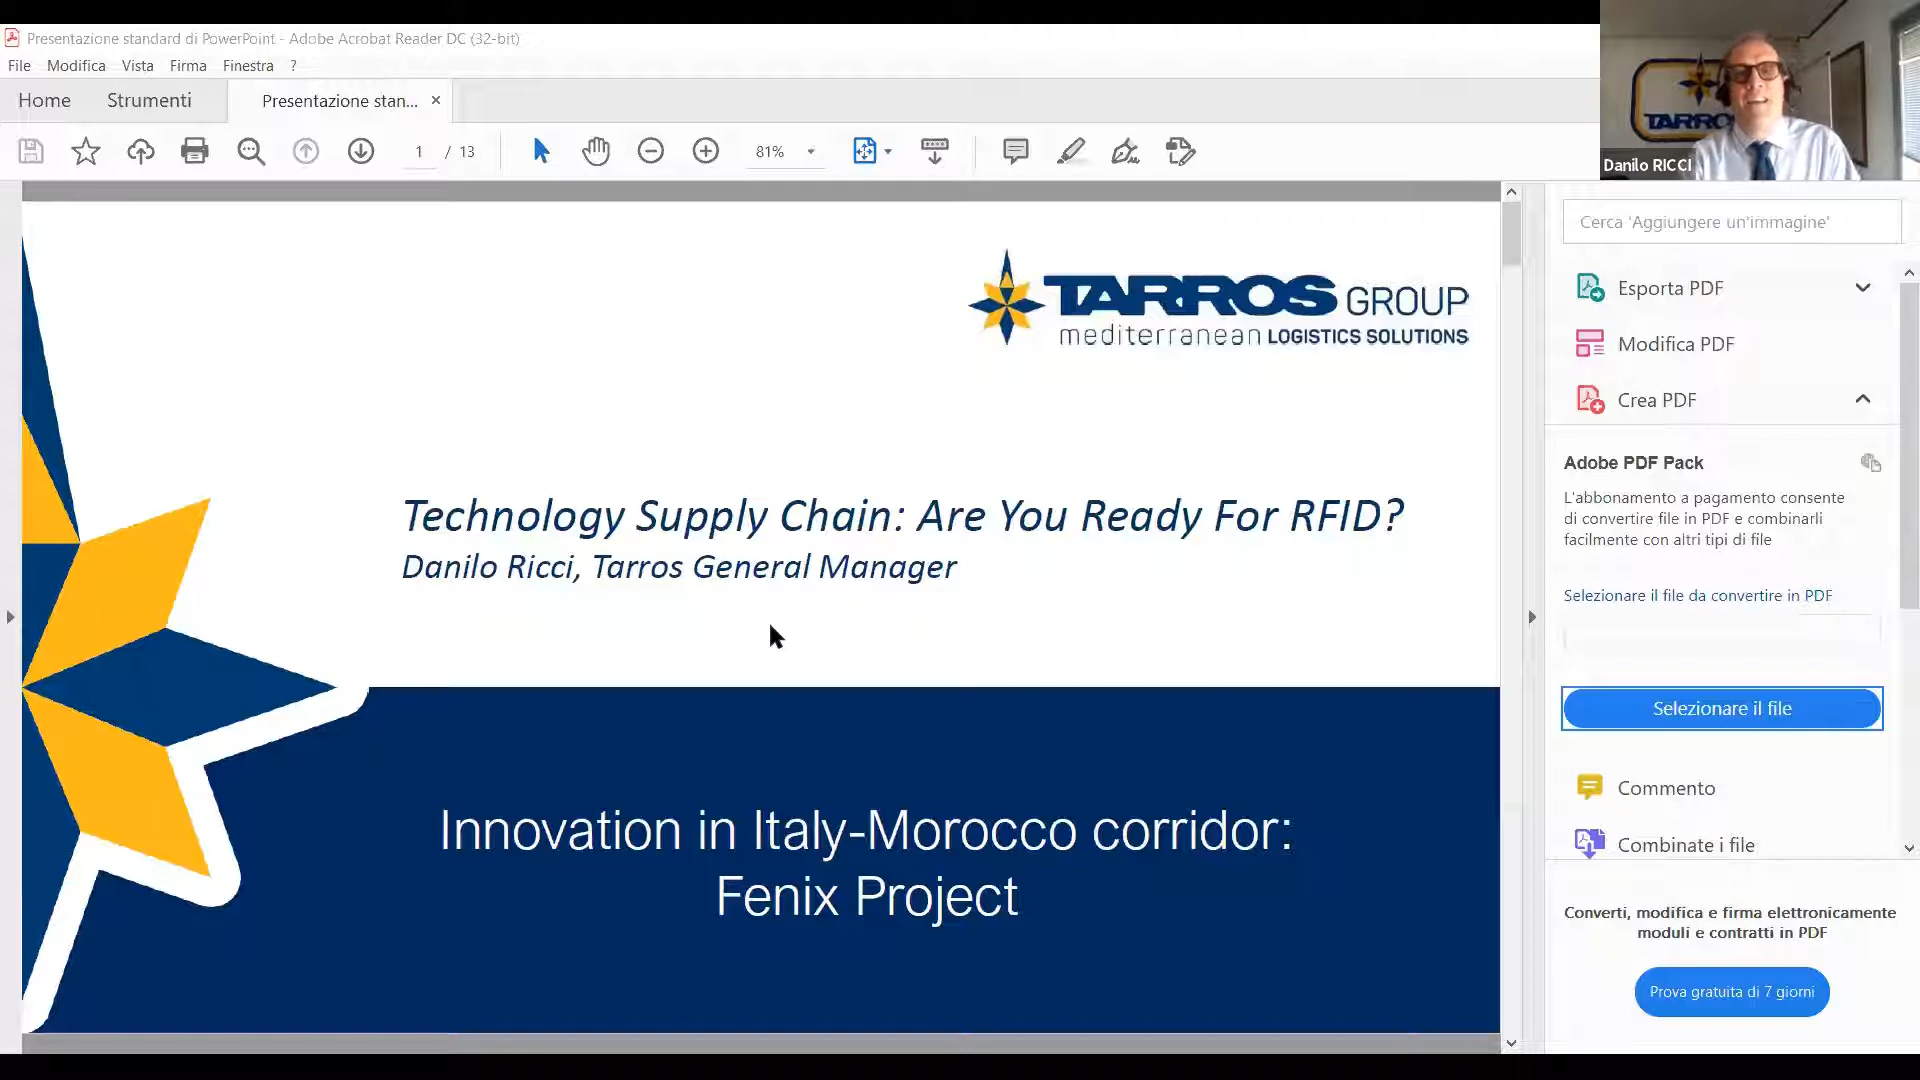 Presentazione standard di PowerPoint - Adobe Acrobat Reader DC (32-bit)
File Modifica Vista Firma Finestra ?
Home Strumenti Presentazione stan... ×
1 / 13 81%
TARROS
Danilo RICCI
TARROS GROUP
mediterranean LOGISTICS SOLUTIONS
Technology Supply Chain: Are You Ready For RFID?
Danilo Ricci, Tarros General Manager
Innovation in Italy-Morocco corridor:
Fenix Project
Cerca 'Aggiungere un'immagine'
Esporta PDF
Modifica PDF
Crea PDF
Adobe PDF Pack
L'abbonamento a pagamento consente
di convertire file in PDF e combinarli
facilmente con altri tipi di file
Selezionare il file da convertire in PDF
Selezionare il file
Commento
Combinate i file
Converti, modifica e firma elettronicamente
moduli e contratti in PDF
Prova gratuita di 7 giorni